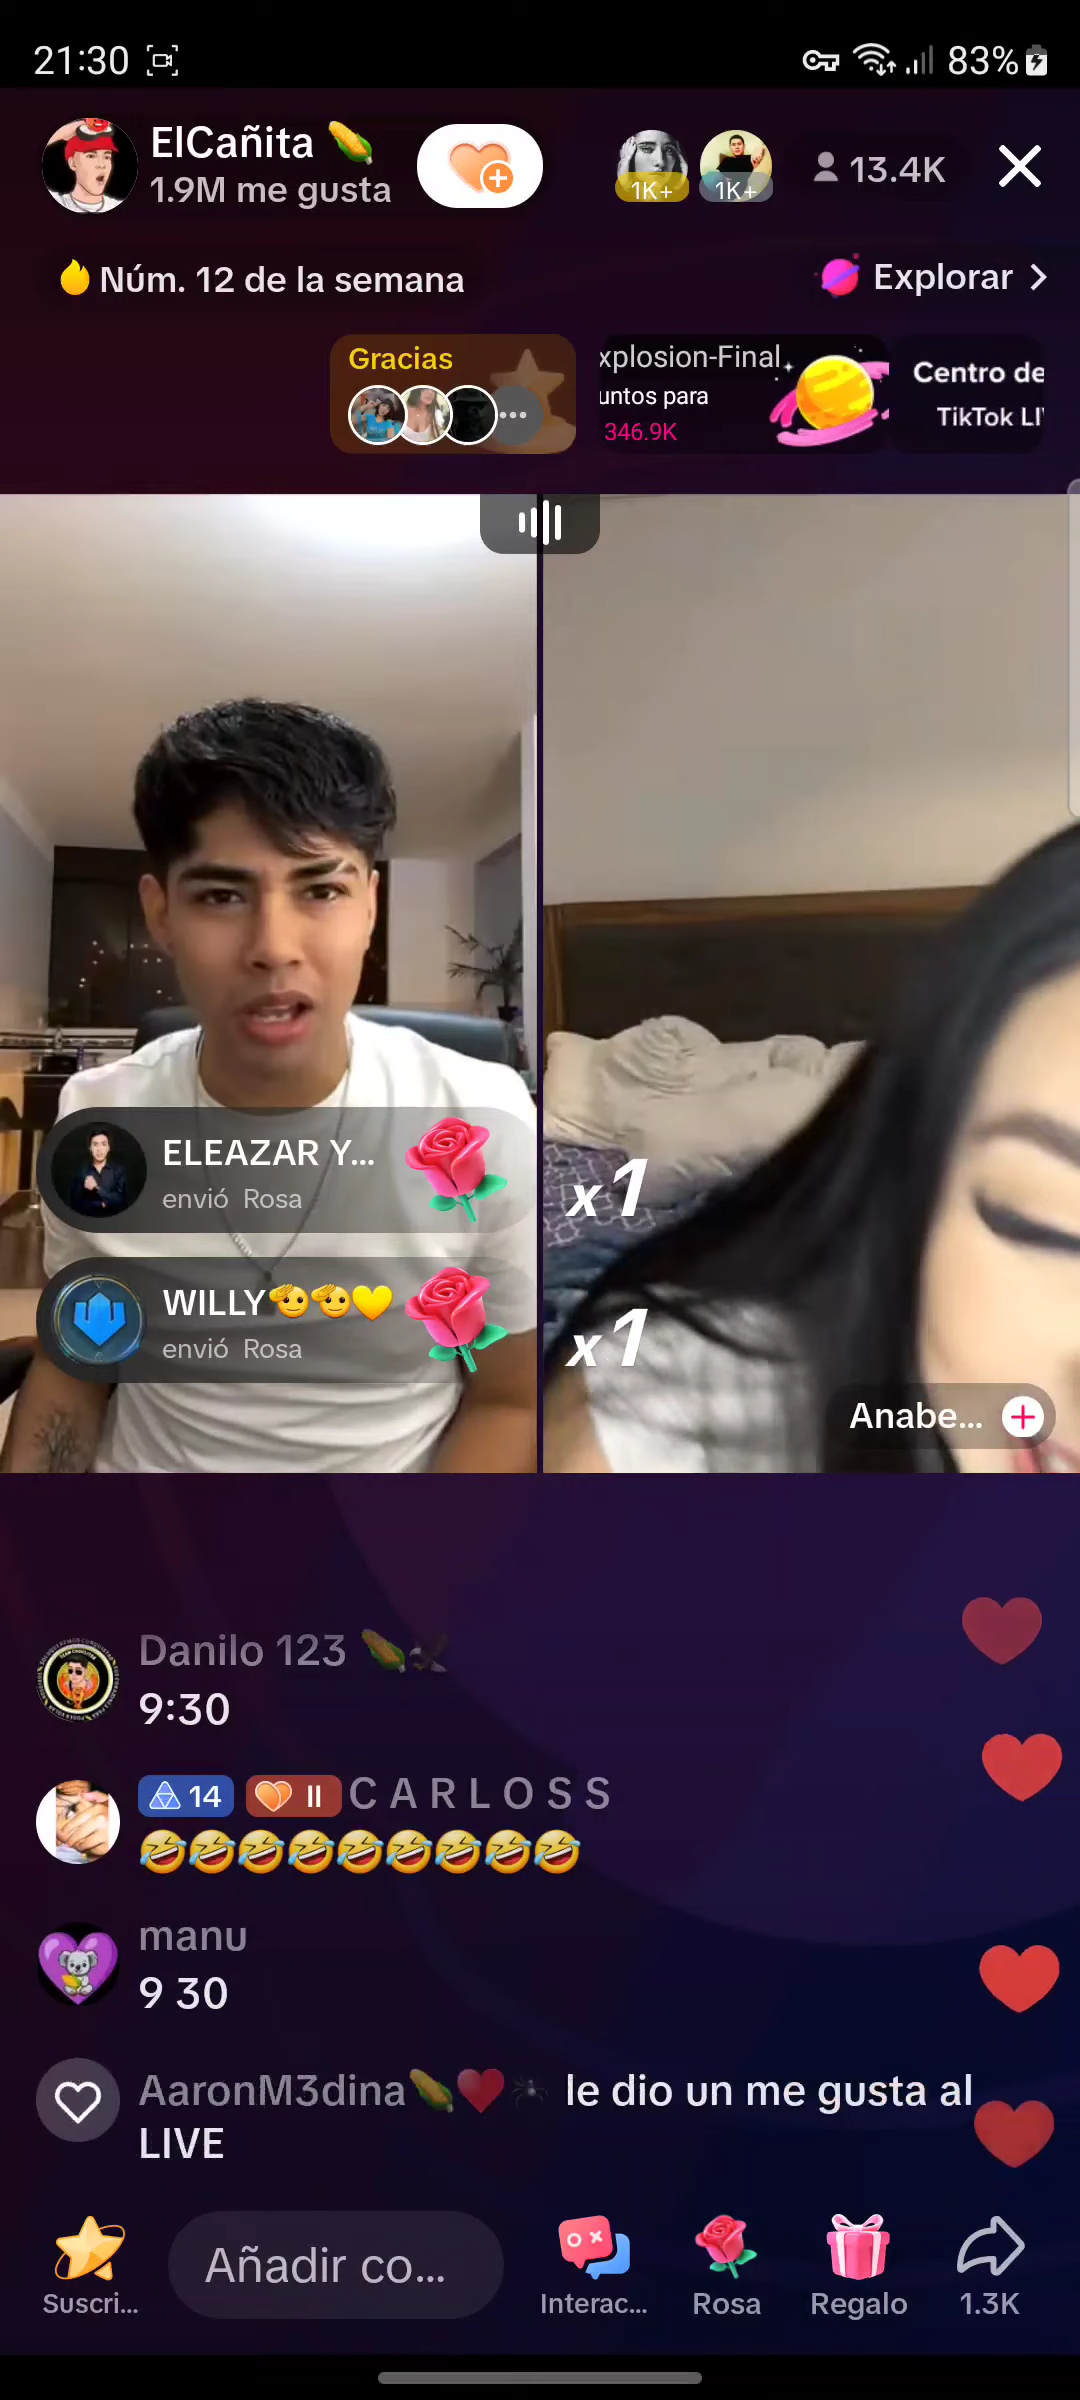 21:30
83%
ElCañita 🌽
1.9M me gusta
1K+
1K+
13.4K
Núm. 12 de la semana
Explorar
Gracias
xplosion-Final
untos para
346.9K
Centro de
TikTok LI
ELEAZAR Y...
envió Rosa
x1
WILLY🫡🫡💛
envió Rosa
x1
Anabe...
Danilo 123 🌽🦅
9:30
14
II
C A R L O S S
🤣🤣🤣🤣🤣🤣🤣🤣🤣
manu
9 30
AaronM3dina🌽❤️🕷️ le dio un me gusta al
LIVE
Suscri...
Añadir co...
Interac...
Rosa
Regalo
1.3K